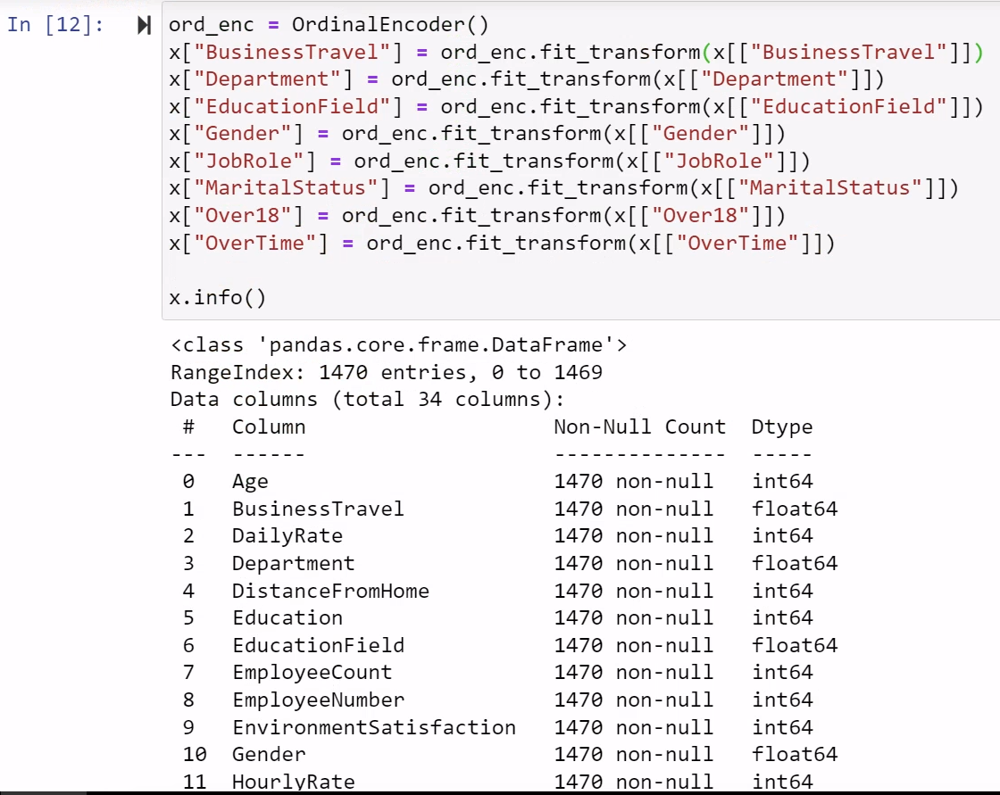 In [12]:
ord_enc = OrdinalEncoder()
x["BusinessTravel"] = ord_enc.fit_transform(x[["BusinessTravel"]])
x["Department"] = ord_enc.fit_transform(x[["Department"]])
x["EducationField"] = ord_enc.fit_transform(x[["EducationField"]])
x["Gender"] = ord_enc.fit_transform(x[["Gender"]])
x["JobRole"] = ord_enc.fit_transform(x[["JobRole"]])
x["MaritalStatus"] = ord_enc.fit_transform(x[["MaritalStatus"]])
x["Over18"] = ord_enc.fit_transform(x[["Over18"]])
x["OverTime"] = ord_enc.fit_transform(x[["OverTime"]])
x.info()
<class 'pandas.core.frame.DataFrame'>
RangeIndex: 1470 entries, 0 to 1469
Data columns (total 34 columns):
#   Column   Non-Null Count   Dtype
---   ------   --------------   -----
0   Age   1470 non-null   int64
1   BusinessTravel   1470 non-null   float64
2   DailyRate   1470 non-null   int64
3   Department   1470 non-null   float64
4   DistanceFromHome   1470 non-null   int64
5   Education   1470 non-null   int64
6   EducationField   1470 non-null   float64
7   EmployeeCount   1470 non-null   int64
8   EmployeeNumber   1470 non-null   int64
9   EnvironmentSatisfaction   1470 non-null   int64
10   Gender   1470 non-null   float64
11   HourlyRate   1470 non-null   int64